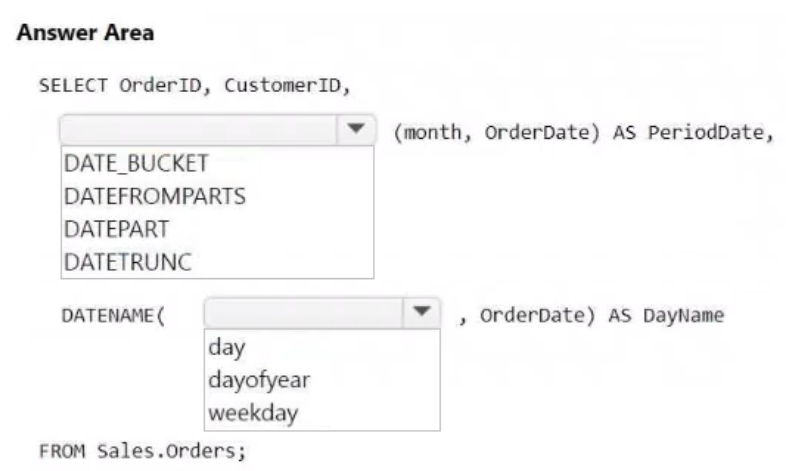 Answer Area
SELECT OrderID, CustomerID,
(month, OrderDate) AS PeriodDate,
DATE_BUCKET
DATEFROMPARTS
DATEPART
DATETRUNC
DATENAME( , OrderDate) AS DayName
day
dayofyear
weekday
FROM Sales.Orders;